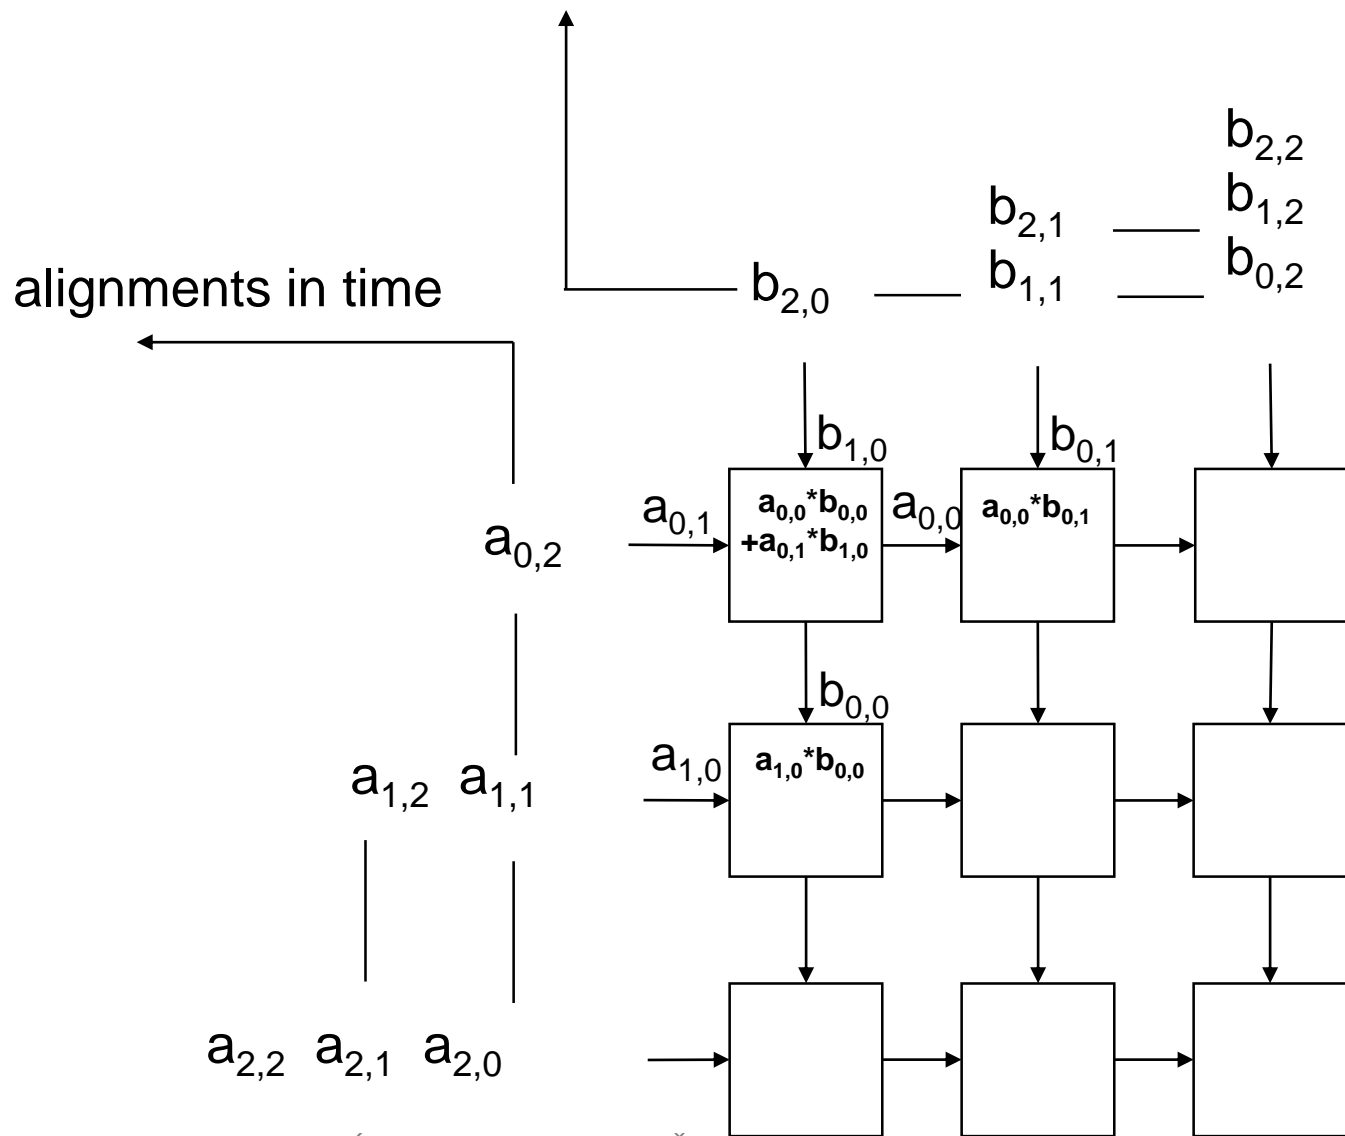 b2,2
b2,1 b1,2
alignments in time b2,0 b1,1 b0,2
b1,0 b0,1
a0,2 a0,1 a0,0*b0,0 a0,0 a0,0*b0,1
+a0,1*b1,0
b0,0
a1,2 a1,1 a1,0 a1,0*b0,0
a2,2 a2,1 a2,0